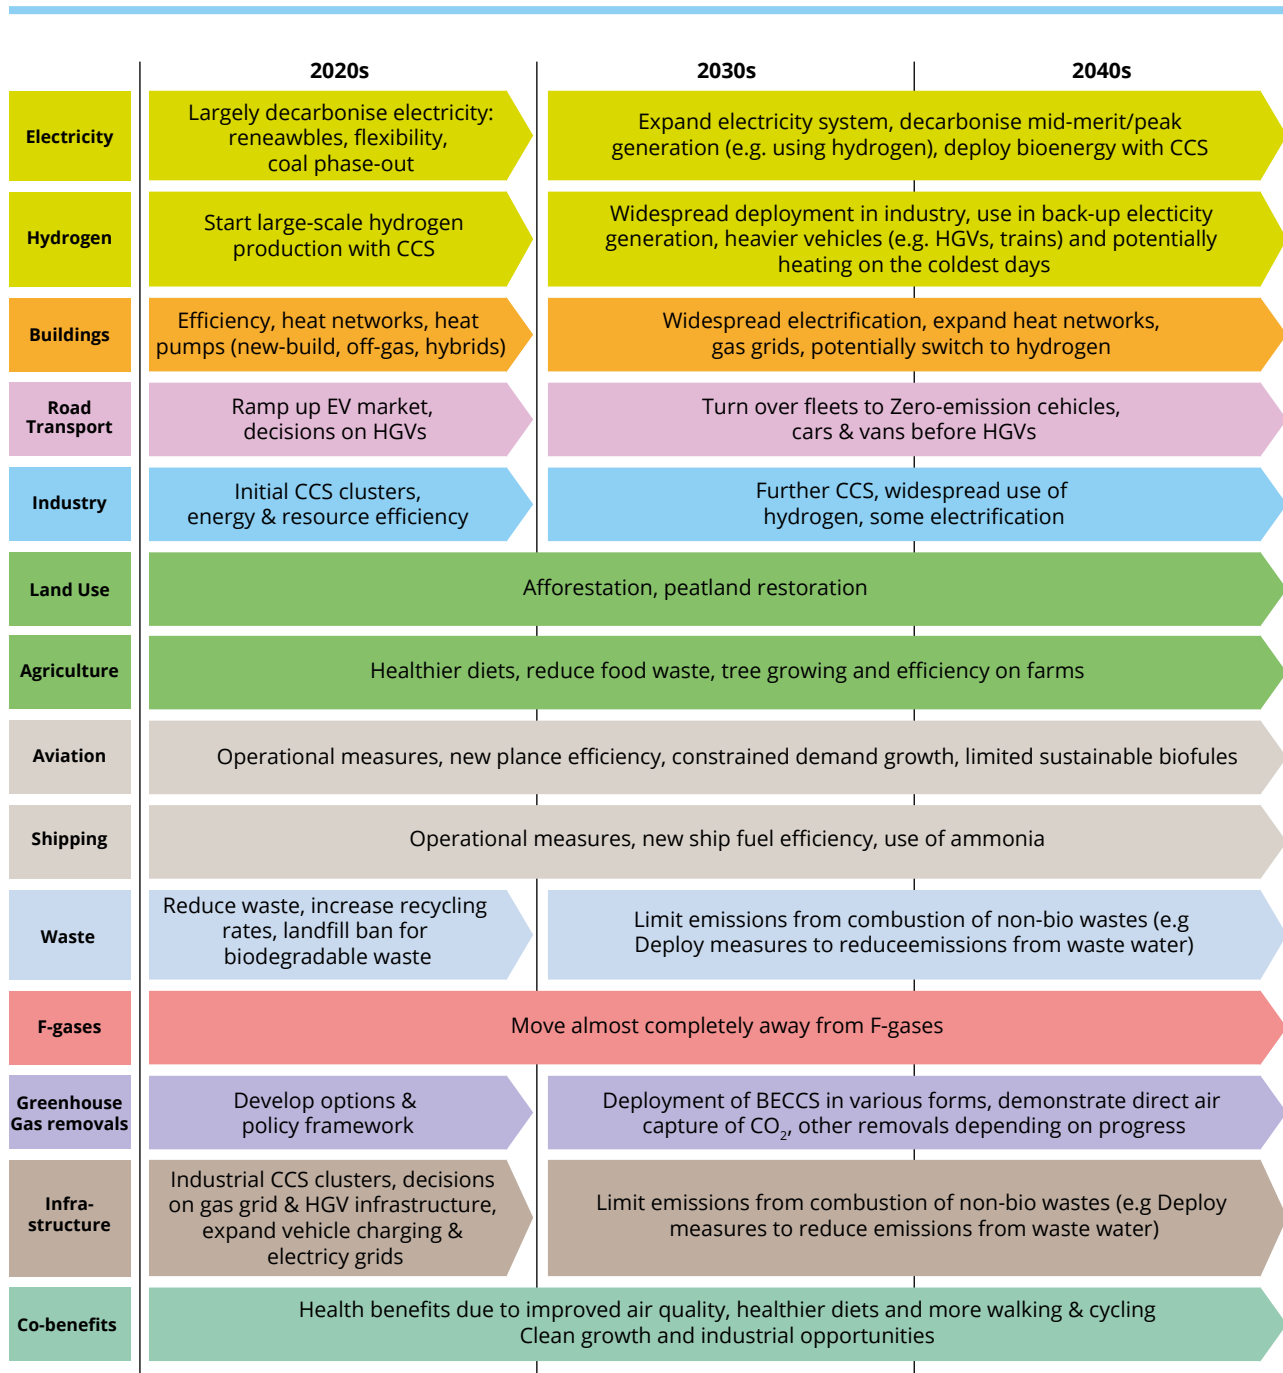 2020s
2030s
2040s
Electricity
Largely decarbonise electricity:
reneawbles, flexibility,
coal phase-out
Expand electricity system, decarbonise mid-merit/peak
generation (e.g. using hydrogen), deploy bioenergy with CCS
Hydrogen
Start large-scale hydrogen
production with CCS
Widespread deployment in industry, use in back-up electicity
generation, heavier vehicles (e.g. HGVs, trains) and potentially
heating on the coldest days
Buildings
Efficiency, heat networks, heat
pumps (new-build, off-gas, hybrids)
Widespread electrification, expand heat networks,
gas grids, potentially switch to hydrogen
Road
Transport
Ramp up EV market,
decisions on HGVs
Turn over fleets to Zero-emission cehicles,
cars & vans before HGVs
Industry
Initial CCS clusters,
energy & resource efficiency
Further CCS, widespread use of
hydrogen, some electrification
Land Use
Afforestation, peatland restoration
Agriculture
Healthier diets, reduce food waste, tree growing and efficiency on farms
Aviation
Operational measures, new plance efficiency, constrained demand growth, limited sustainable biofules
Shipping
Operational measures, new ship fuel efficiency, use of ammonia
Waste
Reduce waste, increase recycling
rates, landfill ban for
biodegradable waste
Limit emissions from combustion of non-bio wastes (e.g
Deploy measures to reduceemissions from waste water)
F-gases
Move almost completely away from F-gases
Greenhouse
Gas removals
Develop options &
policy framework
Deployment of BECCS in various forms, demonstrate direct air
capture of CO₂, other removals depending on progress
Infra-
structure
Industrial CCS clusters, decisions
on gas grid & HGV infrastructure,
expand vehicle charging &
electricy grids
Limit emissions from combustion of non-bio wastes (e.g Deploy
measures to reduce emissions from waste water)
Co-benefits
Health benefits due to improved air quality, healthier diets and more walking & cycling
Clean growth and industrial opportunities